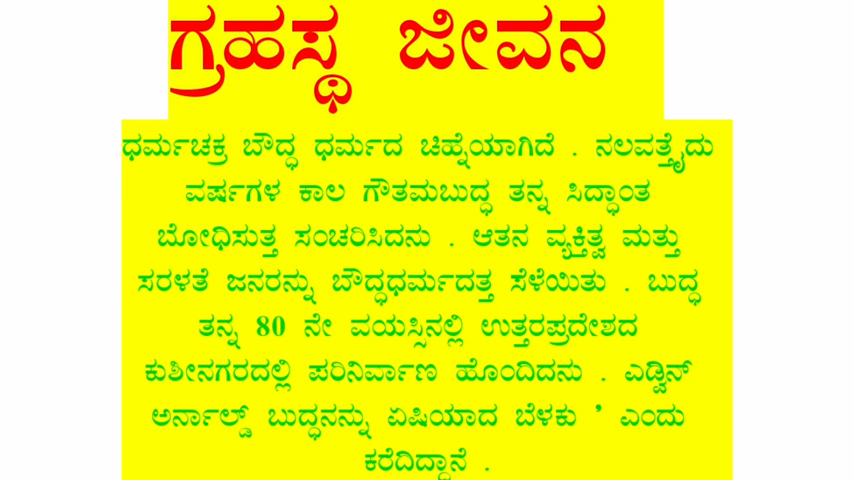 ಗ್ರಹಸ್ಥ ಜೀವನ
ಧರ್ಮಚಕ್ರ ಬೌದ್ಧ ಧರ್ಮದ ಚಿಹ್ನೆಯಾಗಿದೆ . ನಲವತ್ತೈದು
ವರ್ಷಗಳ ಕಾಲ ಗೌತಮಬುದ್ಧ ತನ್ನ ಸಿದ್ಧಾಂತ
ಬೋಧಿಸುತ್ತ ಸಂಚರಿಸಿದನು . ಆತನ ವ್ಯಕ್ತಿತ್ವ ಮತ್ತು
ಸರಳತೆ ಜನರನ್ನು ಬೌದ್ಧಧರ್ಮದತ್ತ ಸೆಳೆಯಿತು . ಬುದ್ಧ
ತನ್ನ 80 ನೇ ವಯಸ್ಸಿನಲ್ಲಿ ಉತ್ತರಪ್ರದೇಶದ
ಕುಶೀನಗರದಲ್ಲಿ ಪರಿನಿರ್ವಾಣ ಹೊಂದಿದನು . ಎಡ್ವಿನ್
ಅರ್ನಾಲ್ಡ್ ಬುದ್ಧನನ್ನು ಏಷಿಯಾದ ಬೆಳಕು ’ ಎಂದು
ಕರೆದಿದ್ದಾನೆ .